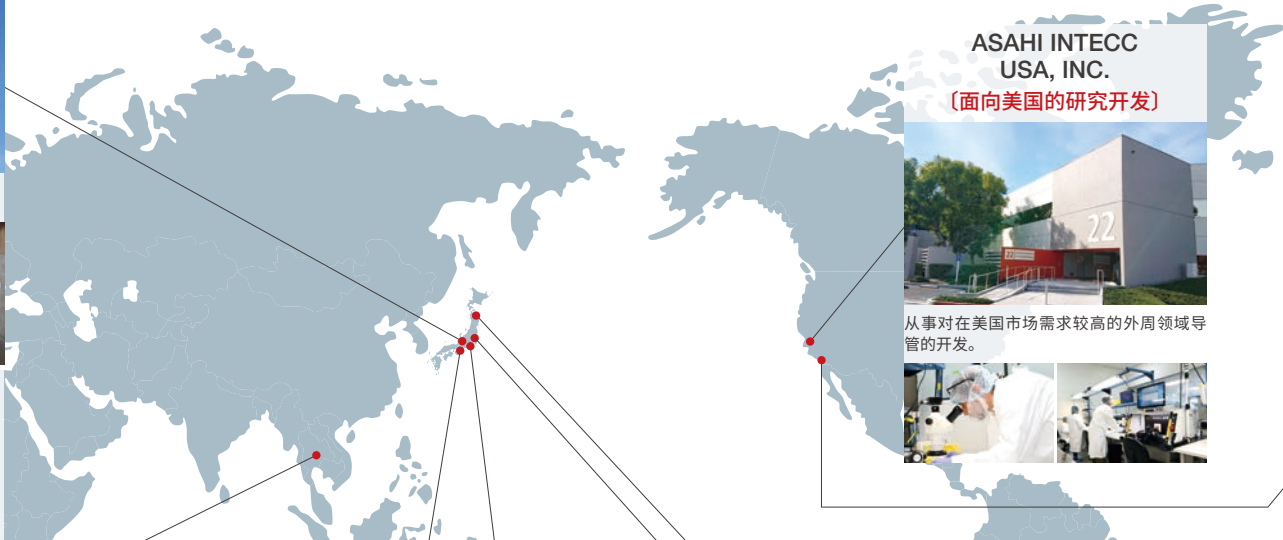 ASAHI INTECC
USA, INC.
〔面向美国的研究开发〕
22
22
从事对在美国市场需求较高的外周领域导
管的开发。